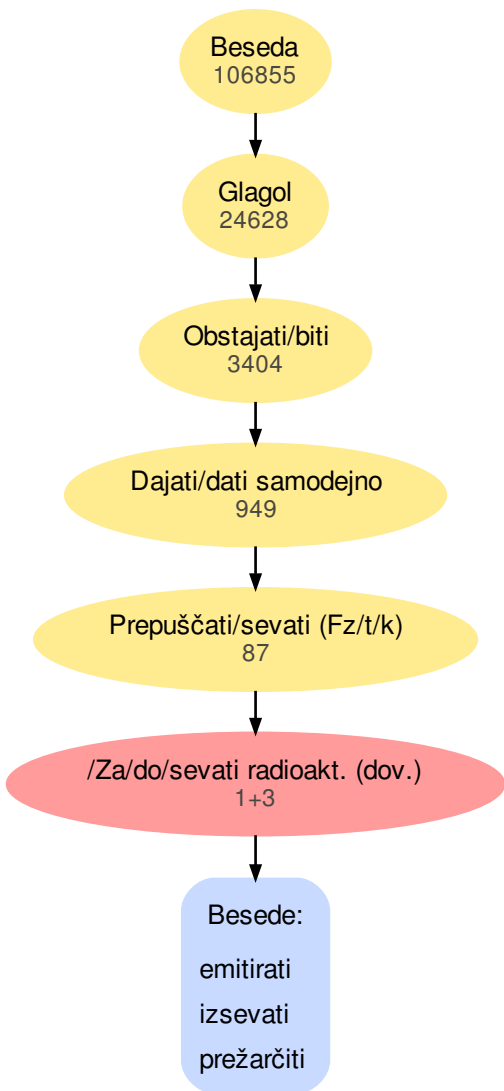 Beseda
106855
Glagol
24628
Obstajati/biti
3404
Dajati/dati samodejno
949
Prepuščati/sevati (Fz/t/k)
87
/Za/do/sevati radioakt. (dov.)
1+3
Besede:
emitirati
izsevati
prežarčiti